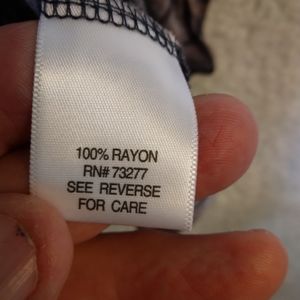 100% RAYON
RN# 73277
SEE REVERSE
FOR CARE